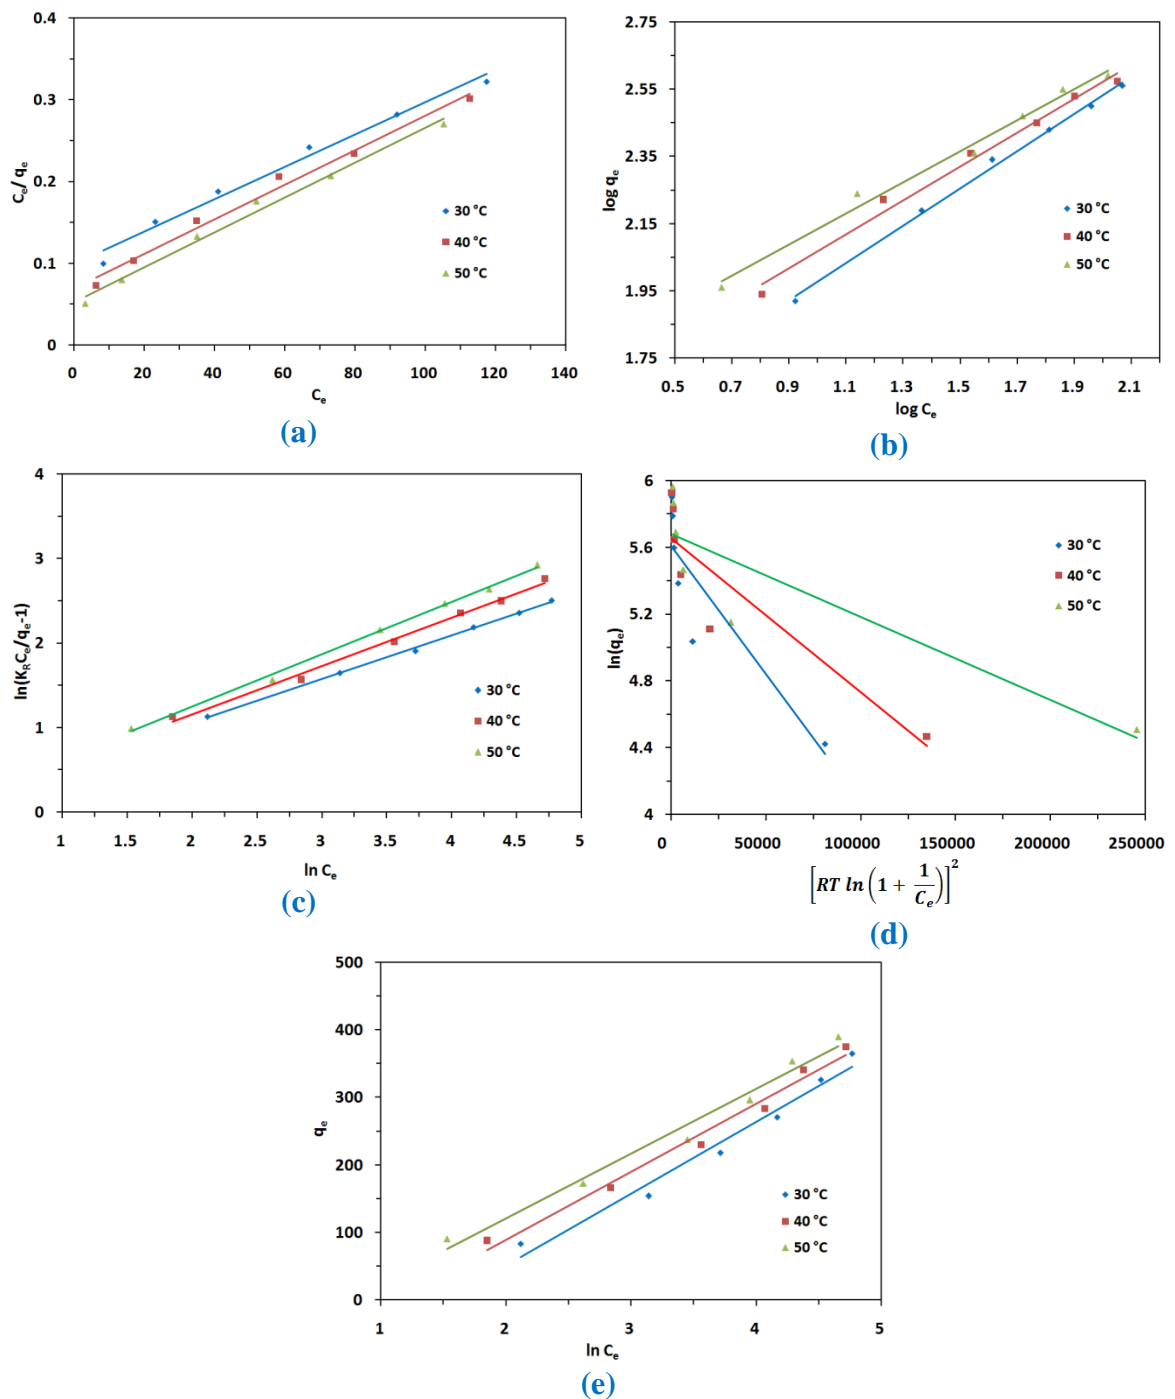 0.4
0.3
0.2
0.1
0
Cₑ/ qₑ
30 °C
40 °C
50 °C
0 20 40 60 80 100 120 140
Cₑ
(a)
2.75
2.55
2.35
2.15
1.95
1.75
log qₑ
30 °C
40 °C
50 °C
0.5 0.7 0.9 1.1 1.3 1.5 1.7 1.9 2.1
log Cₑ
(b)
4
3
2
1
0
ln(K_RCₑ/qₑ-1)
30 °C
40 °C
50 °C
1 1.5 2 2.5 3 3.5 4 4.5 5
ln Cₑ
(c)
6
5.6
5.2
4.8
4.4
4
ln(qₑ)
30 °C
40 °C
50 °C
0 50000 100000 150000 200000 250000
[RT ln(1 + 1/Cₑ)]²
(d)
500
400
300
200
100
0
qₑ
30 °C
40 °C
50 °C
1 2 3 4 5
ln Cₑ
(e)